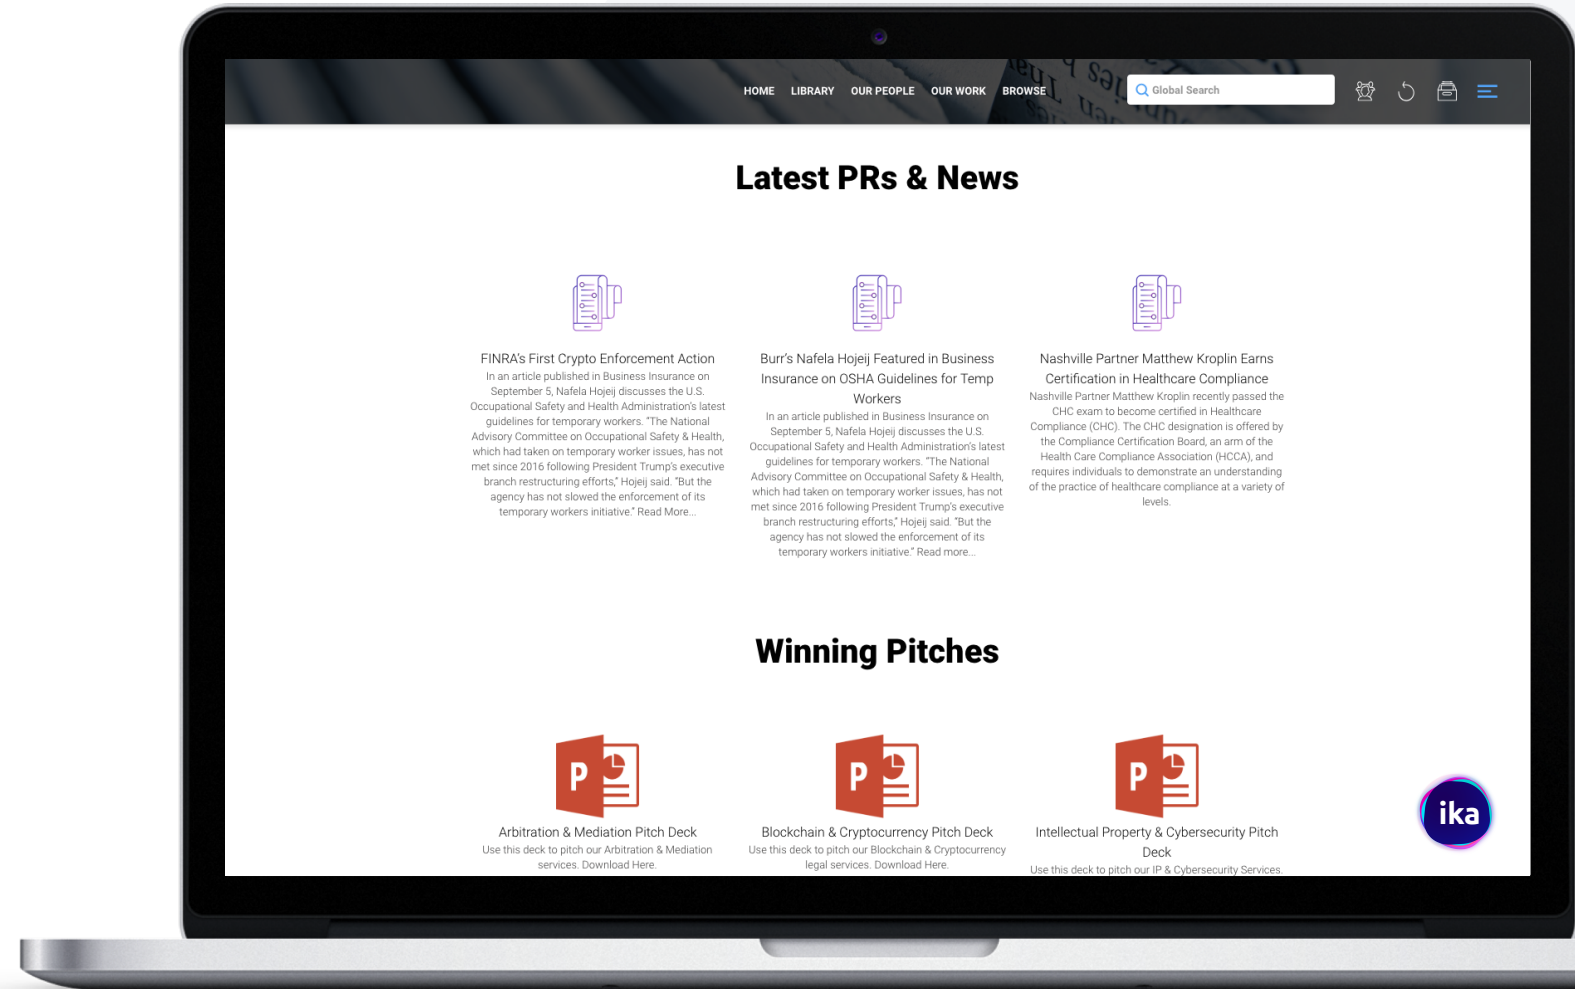 HOME LIBRARY OUR PEOPLE OUR WORK BROWSE
Global Search
Latest PRs & News
FINRA's First Crypto Enforcement Action
In an article published in Business Insurance on
September 5, Nafela Hojeij discusses the U.S.
Occupational Safety and Health Administration's latest
guidelines for temporary workers. "The National
Advisory Committee on Occupational Safety & Health,
which had taken on temporary worker issues, has not
met since 2016 following President Trump's executive
branch restructuring efforts," Hojeij said. "But the
agency has not slowed the enforcement of its
temporary workers initiative." Read More...
Burr's Nafela Hojeij Featured in Business
Insurance on OSHA Guidelines for Temp
Workers
In an article published in Business Insurance on
September 5, Nafela Hojeij discusses the U.S.
Occupational Safety and Health Administration's latest
guidelines for temporary workers. "The National
Advisory Committee on Occupational Safety & Health,
which had taken on temporary worker issues, has not
met since 2016 following President Trump's executive
branch restructuring efforts," Hojeij said. "But the
agency has not slowed the enforcement of its
temporary workers initiative." Read more...
Nashville Partner Matthew Kroplin Earns
Certification in Healthcare Compliance
Nashville Partner Matthew Kroplin recently passed the
CHC exam to become certified in Healthcare
Compliance (CHC). The CHC designation is offered by
the Compliance Certification Board, an arm of the
Health Care Compliance Association (HCCA), and
requires individuals to demonstrate an understanding
of the practice of healthcare compliance at a variety of
levels.
Winning Pitches
P
Arbitration & Mediation Pitch Deck
Use this deck to pitch our Arbitration & Mediation
services. Download Here.
P
Blockchain & Cryptocurrency Pitch Deck
Use this deck to pitch our Blockchain & Cryptocurrency
legal services. Download Here.
P
Intellectual Property & Cybersecurity Pitch
Deck
Use this deck to pitch our IP & Cybersecurity Services.
ika